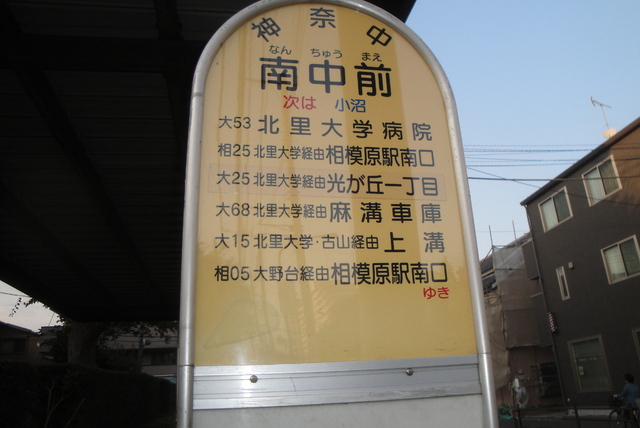 神奈中
なん ちゅう まえ
南中前
次は 小沼
大53 北里大学病院
相25 北里大学経由 相模原駅南口
大25 北里大学経由 光が丘一丁目
大68 北里大学経由 麻溝車庫
大15 北里大学・古山経由 上溝
相05 大野台経由 相模原駅南口
ゆき